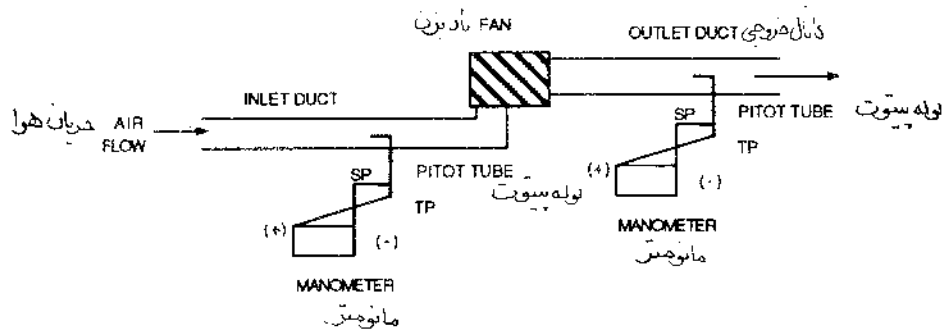 بادبزن FAN
OUTLET DUCT کانال خروجی
INLET DUCT
جریان هوا AIR FLOW
SP
PITOT TUBE لوله پیتوت
TP
(+)
(-)
MANOMETER
مانومتر
SP
PITOT TUBE لوله پیتوت
TP
(+)
(-)
MANOMETER
مانومتر